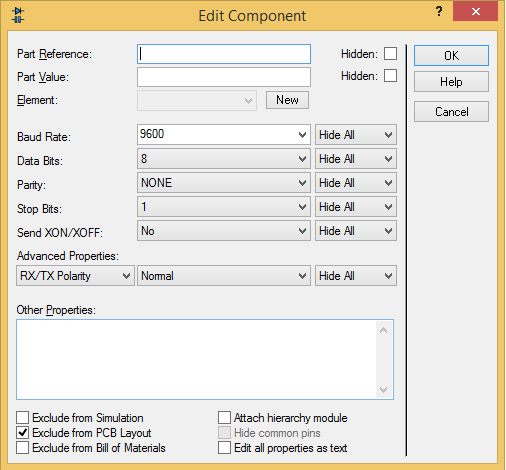 Edit Component
? X
Part Reference: Hidden: OK
Part Value: Hidden: Help
Element: New Cancel
Baud Rate: 9600 Hide All
Data Bits: 8 Hide All
Parity: NONE Hide All
Stop Bits: 1 Hide All
Send XON/XOFF: No Hide All
Advanced Properties:
RX/TX Polarity Normal Hide All
Other Properties:
Exclude from Simulation Attach hierarchy module
Exclude from PCB Layout Hide common pins
Exclude from Bill of Materials Edit all properties as text